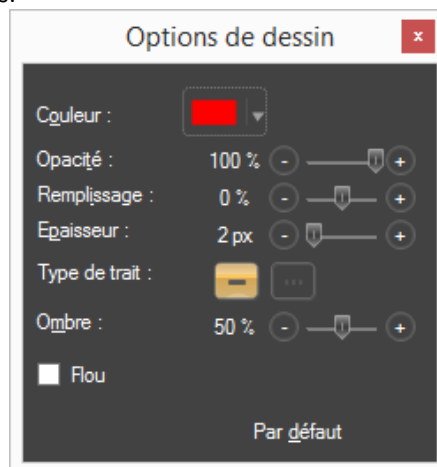 Options de dessin x
Couleur :
Opacité : 100 % - +
Remplissage : 0 % - +
Epaisseur : 2 px - +
Type de trait : - ...
Ombre : 50 % - +
Flou
Par défaut